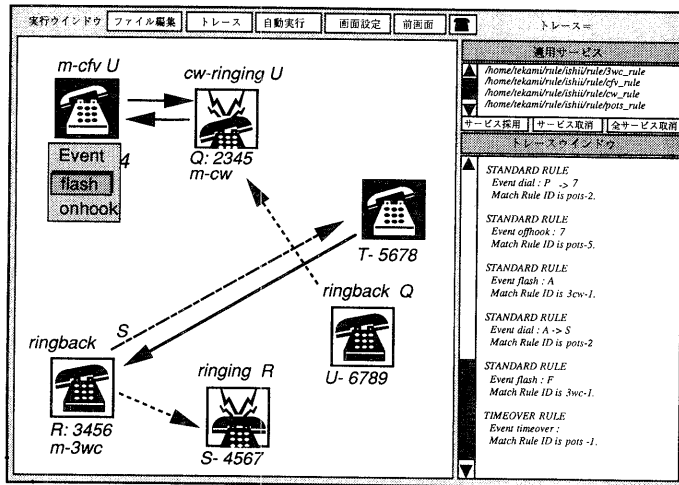 実行ウインドウ ファイル編集 トレース 自動実行 画面設定 前画面 トレース=
m-cfv U
cw-ringing U
Event
4
flash
onhook
Q: 2345
m-cw
T- 5678
ringback Q
U- 6789
S
ringback
R: 3456
m-3wc
ringing R
S- 4567
適用サービス
/home/tekami/rule/ishii/rule/3wc_rule
/home/tekami/rule/ishii/rule/cfv_rule
/home/tekami/rule/ishii/rule/cw_rule
/home/tekami/rule/ishii/rule/pots_rule
サービス採用 サービス取消 全サービス取消
トレースウインドウ
STANDARD RULE
Event dial : P -> 7
Match Rule ID is pots-2.
STANDARD RULE
Event offhook : 7
Match Rule ID is pots-5.
STANDARD RULE
Event flash : A
Match Rule ID is 3cw-1.
STANDARD RULE
Event dial : A -> S
Match Rule ID is pots-2
STANDARD RULE
Event flash : F
Match Rule ID is 3wc-1.
TIMEOVER RULE
Event timeover :
Match Rule ID is pots -1.